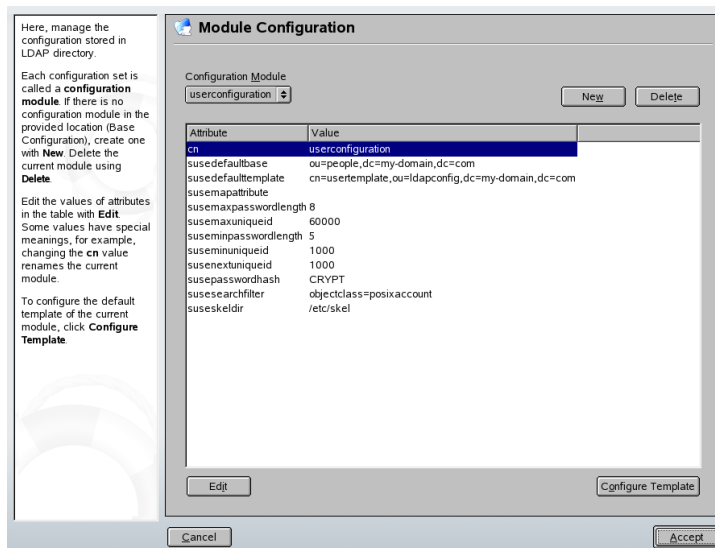 Here, manage the
configuration stored in
LDAP directory.
Each configuration set is
called a configuration
module. If there is no
configuration module in the
provided location (Base
Configuration), create one
with New. Delete the
current module using
Delete.
Edit the values of attributes
in the table with Edit.
Some values have special
meanings, for example,
changing the cn value
renames the current
module.
To configure the default
template of the current
module, click Configure
Template.
Module Configuration
Configuration Module
userconfiguration
New
Delete
Attribute Value
cn userconfiguration
susedefaultbase ou=people,dc=my-domain,dc=com
susedefaulttemplate cn=usertemplate,ou=ldapconfig,dc=my-domain,dc=com
susemapattribute
susemaxpasswordlength 8
susemaxuniqueid 60000
suseminpasswordlength 5
suseminuniqueid 1000
susenextuniqueid 1000
susepasswordhash CRYPT
susesearchfilter objectclass=posixaccount
suseskeldir /etc/skel
Edit
Configure Template
Cancel
Accept